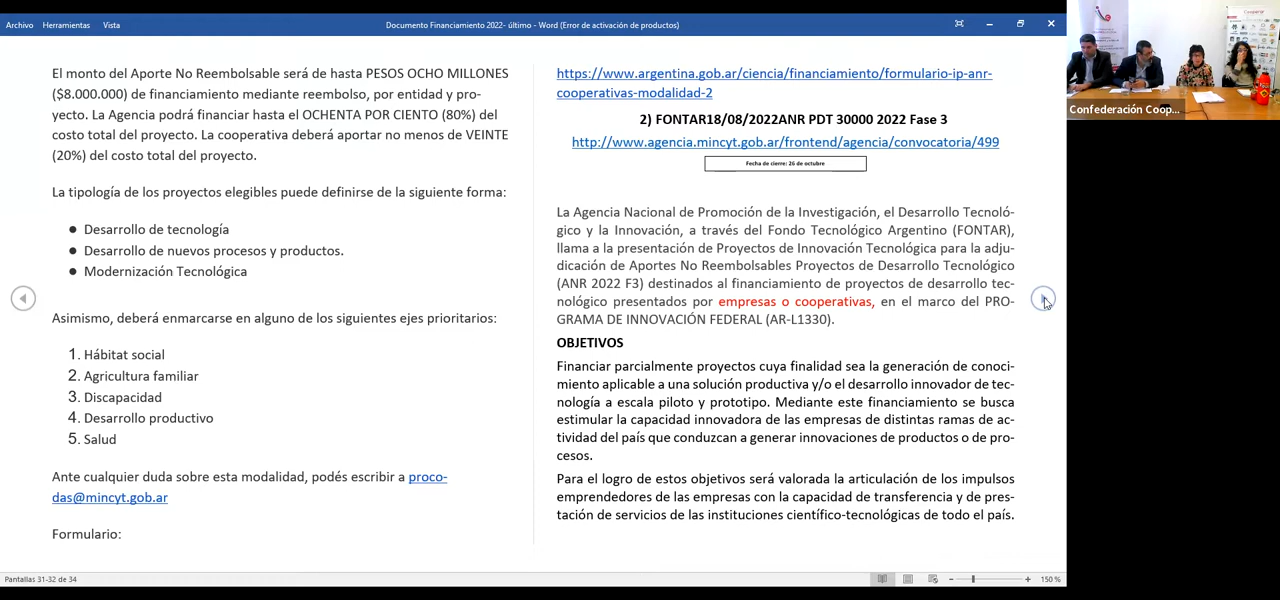 Archivo Herramientas Vista
Documento Financiamiento 2022- último - Word (Error de activación de productos)
El monto del Aporte No Reembolsable será de hasta PESOS OCHO MILLONES
($8.000.000) de financiamiento mediante reembolso, por entidad y pro-
yecto. La Agencia podrá financiar hasta el OCHENTA POR CIENTO (80%) del
costo total del proyecto. La cooperativa deberá aportar no menos de VEINTE
(20%) del costo total del proyecto.
La tipología de los proyectos elegibles puede definirse de la siguiente forma:
● Desarrollo de tecnología
● Desarrollo de nuevos procesos y productos.
● Modernización Tecnológica
Asimismo, deberá enmarcarse en alguno de los siguientes ejes prioritarios:
1. Hábitat social
2. Agricultura familiar
3. Discapacidad
4. Desarrollo productivo
5. Salud
Ante cualquier duda sobre esta modalidad, podés escribir a proco-
das@mincyt.gob.ar
Formulario:
https://www.argentina.gob.ar/ciencia/financiamiento/formulario-ip-anr-
cooperativas-modalidad-2
2) FONTAR18/08/2022ANR PDT 30000 2022 Fase 3
http://www.agencia.mincyt.gob.ar/frontend/agencia/convocatoria/499
Fecha de cierre: 26 de octubre
La Agencia Nacional de Promoción de la Investigación, el Desarrollo Tecnoló-
gico y la Innovación, a través del Fondo Tecnológico Argentino (FONTAR),
llama a la presentación de Proyectos de Innovación Tecnológica para la adju-
dicación de Aportes No Reembolsables Proyectos de Desarrollo Tecnológico
(ANR 2022 F3) destinados al financiamiento de proyectos de desarrollo tec-
nológico presentados por empresas o cooperativas, en el marco del PRO-
GRAMA DE INNOVACIÓN FEDERAL (AR-L1330).
OBJETIVOS
Financiar parcialmente proyectos cuya finalidad sea la generación de conoci-
miento aplicable a una solución productiva y/o el desarrollo innovador de tec-
nología a escala piloto y prototipo. Mediante este financiamiento se busca
estimular la capacidad innovadora de las empresas de distintas ramas de ac-
tividad del país que conduzcan a generar innovaciones de productos o de pro-
cesos.
Para el logro de estos objetivos será valorada la articulación de los impulsos
emprendedores de las empresas con la capacidad de transferencia y de pres-
tación de servicios de las instituciones científico-tecnológicas de todo el país.
Pantallas 31-32 de 34
150 %
Confederación Coop...